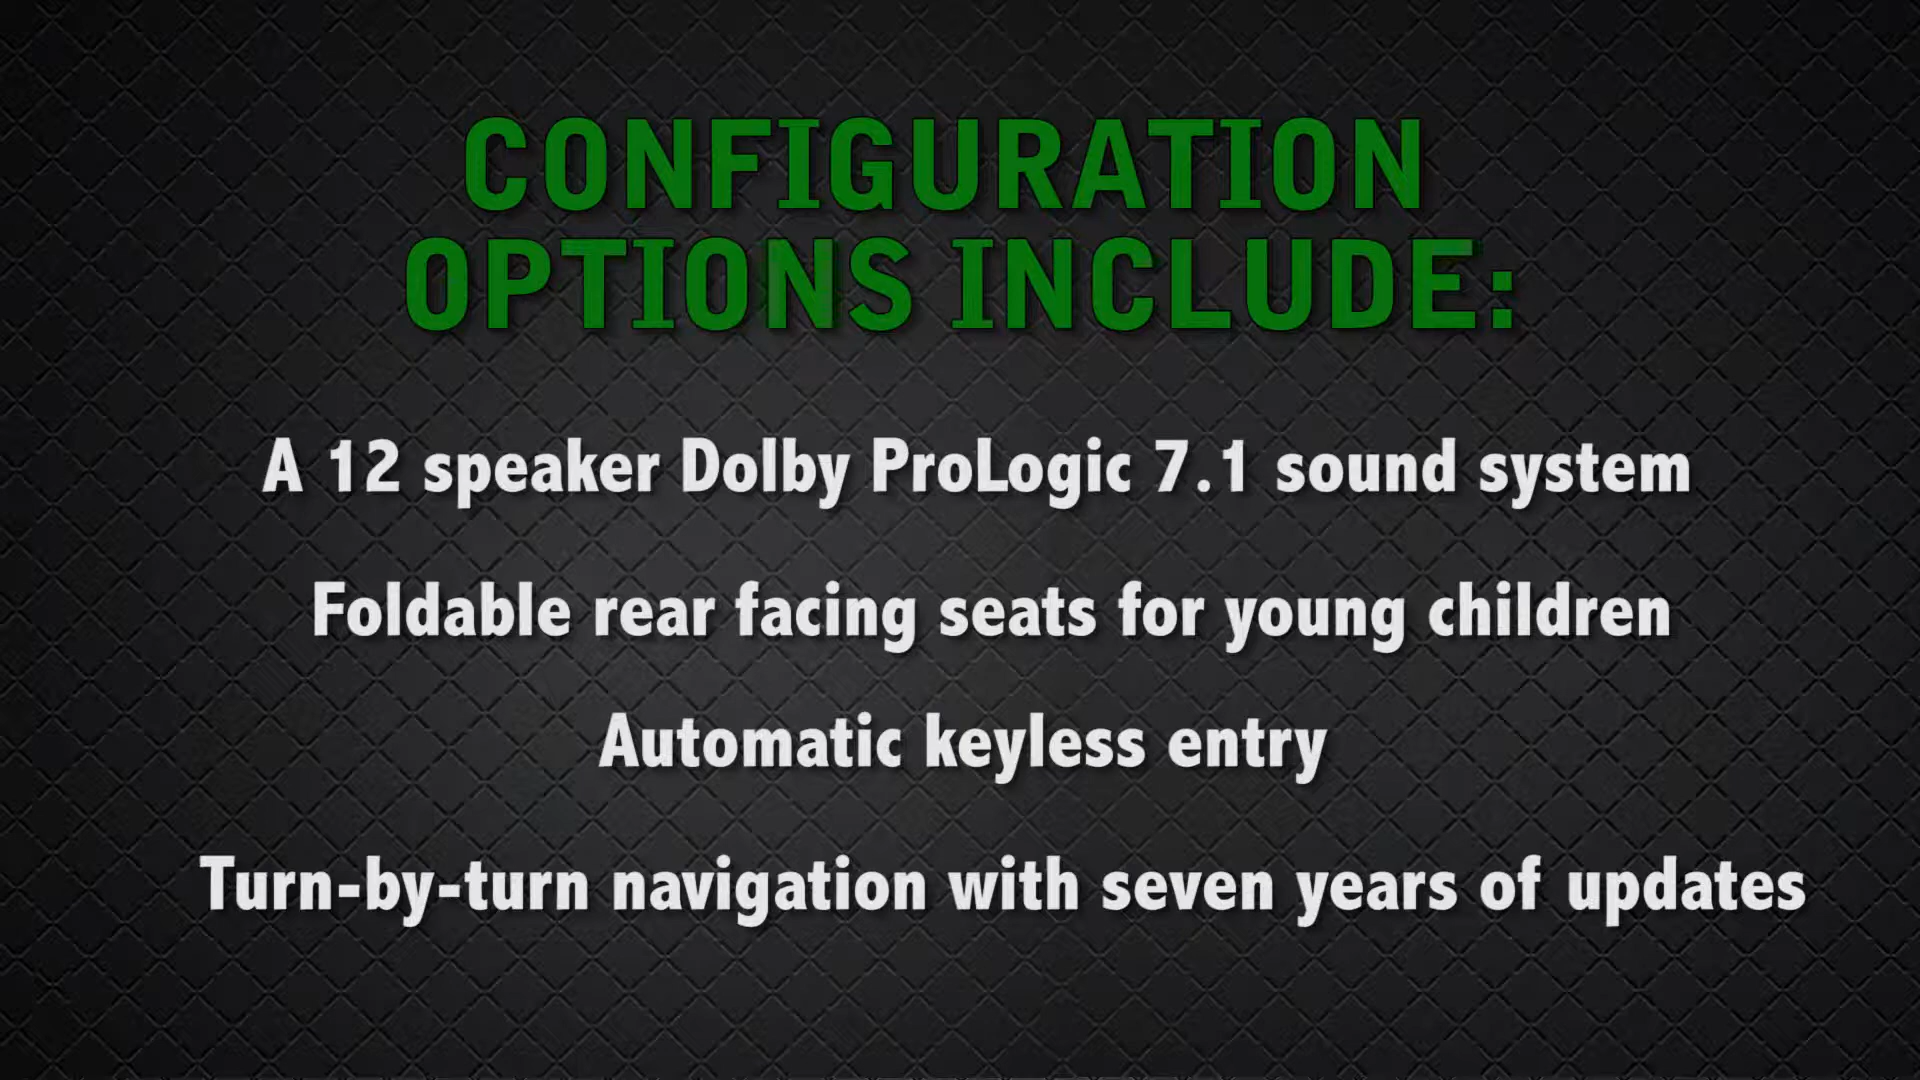 CONFIGURATION
OPTIONS INCLUDE:
A 12 speaker Dolby ProLogic 7.1 sound system
Foldable rear facing seats for young children
Automatic keyless entry
Turn-by-turn navigation with seven years of updates